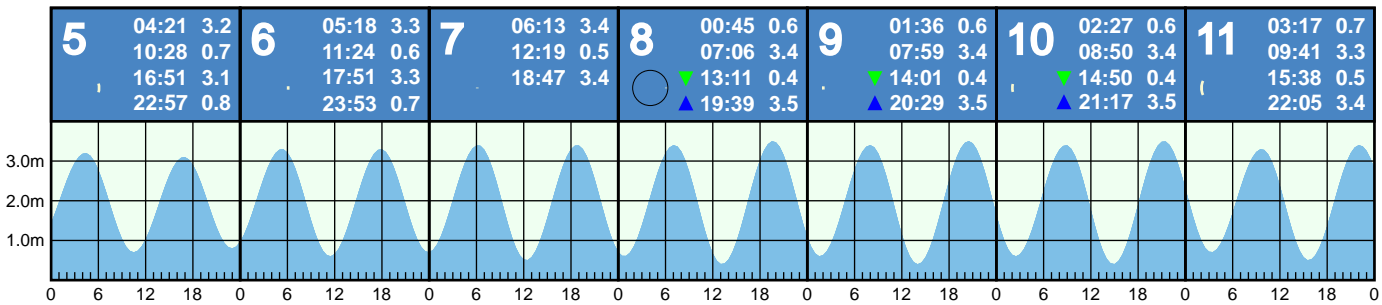 5
04:21 3.2
10:28 0.7
16:51 3.1
22:57 0.8
6
05:18 3.3
11:24 0.6
17:51 3.3
23:53 0.7
7
06:13 3.4
12:19 0.5
18:47 3.4
8
00:45 0.6
07:06 3.4
▼ 13:11 0.4
▲ 19:39 3.5
9
01:36 0.6
07:59 3.4
▼ 14:01 0.4
▲ 20:29 3.5
10
02:27 0.6
08:50 3.4
▼ 14:50 0.4
▲ 21:17 3.5
11
03:17 0.7
09:41 3.3
15:38 0.5
22:05 3.4
3.0m
2.0m
1.0m
0 6 12 18 0 6 12 18 0 6 12 18 0 6 12 18 0 6 12 18 0 6 12 18 0 6 12 18 0